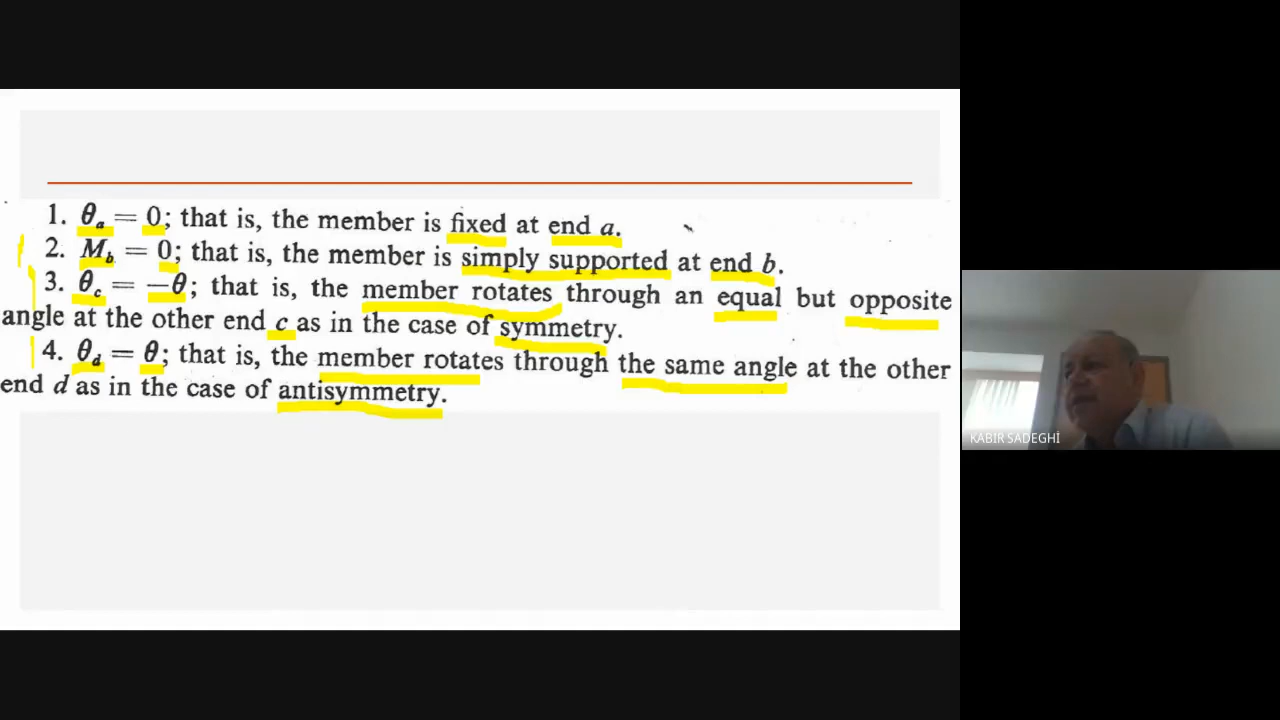 1. θₐ = 0; that is, the member is fixed at end a.
2. M_b = 0; that is, the member is simply supported at end b.
3. θ_c = −θ; that is, the member rotates through an equal but opposite
angle at the other end c as in the case of symmetry.
4. θ_d = θ; that is, the member rotates through the same angle at the other
end d as in the case of antisymmetry.
KABIR SADEGHİ